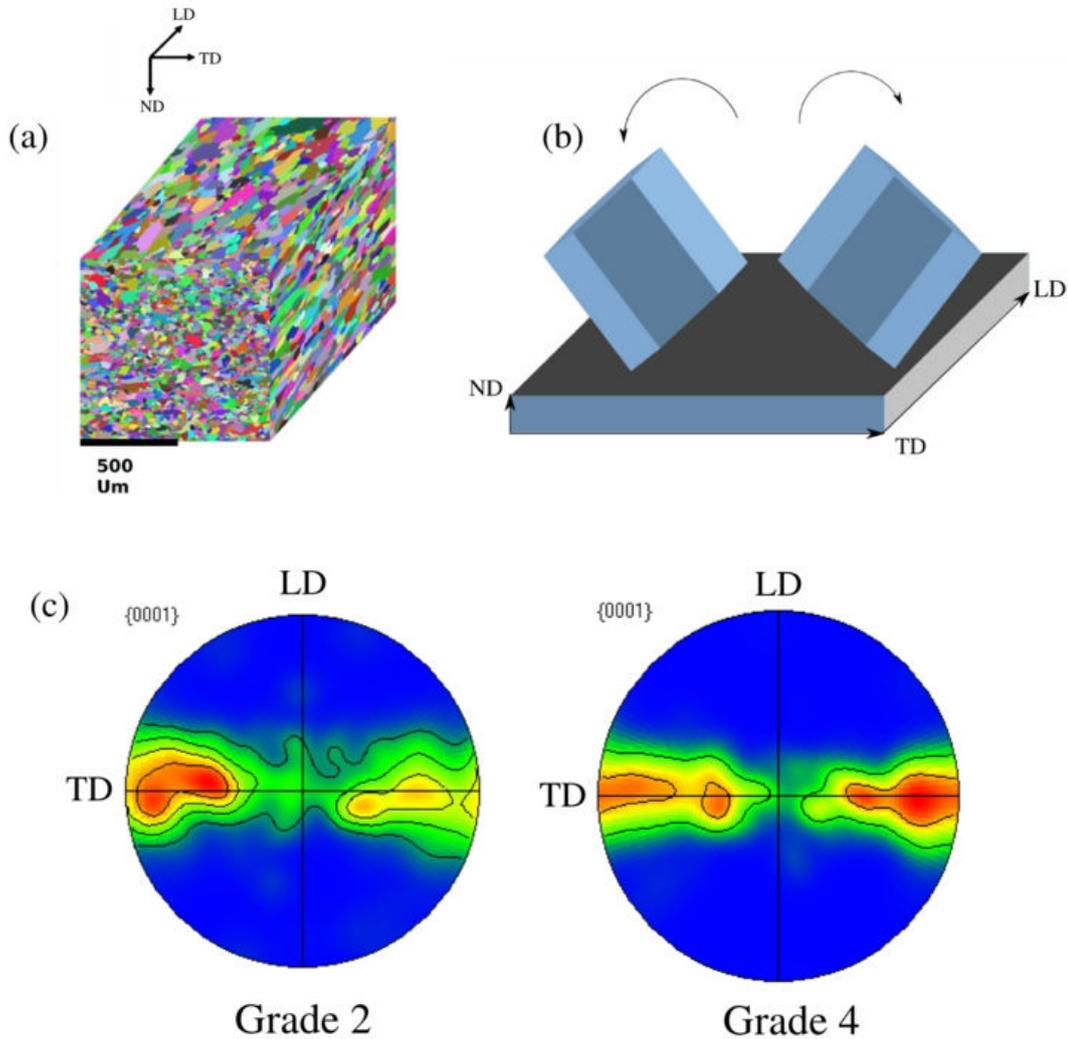 LD
TD
ND
(a)
(b)
500
Um
LD
ND
TD
(c)
LD
{0001}
TD
Grade 2
LD
{0001}
TD
Grade 4